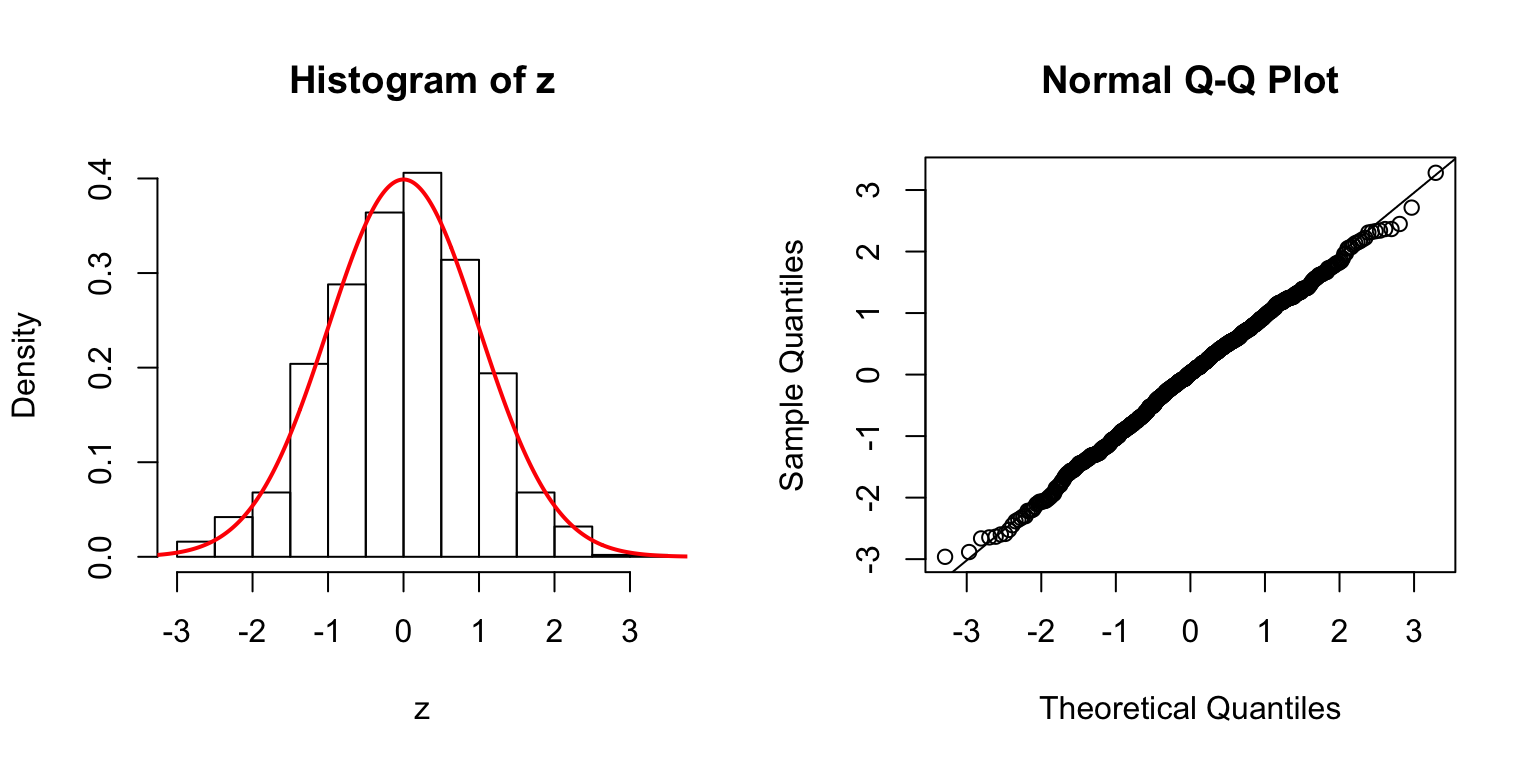 Histogram of z
Density
0.4
0.3
0.2
0.1
0.0
-3 -2 -1 0 1 2 3
z
Normal Q-Q Plot
Sample Quantiles
3
2
1
0
-1
-2
-3
-3 -2 -1 0 1 2 3
Theoretical Quantiles